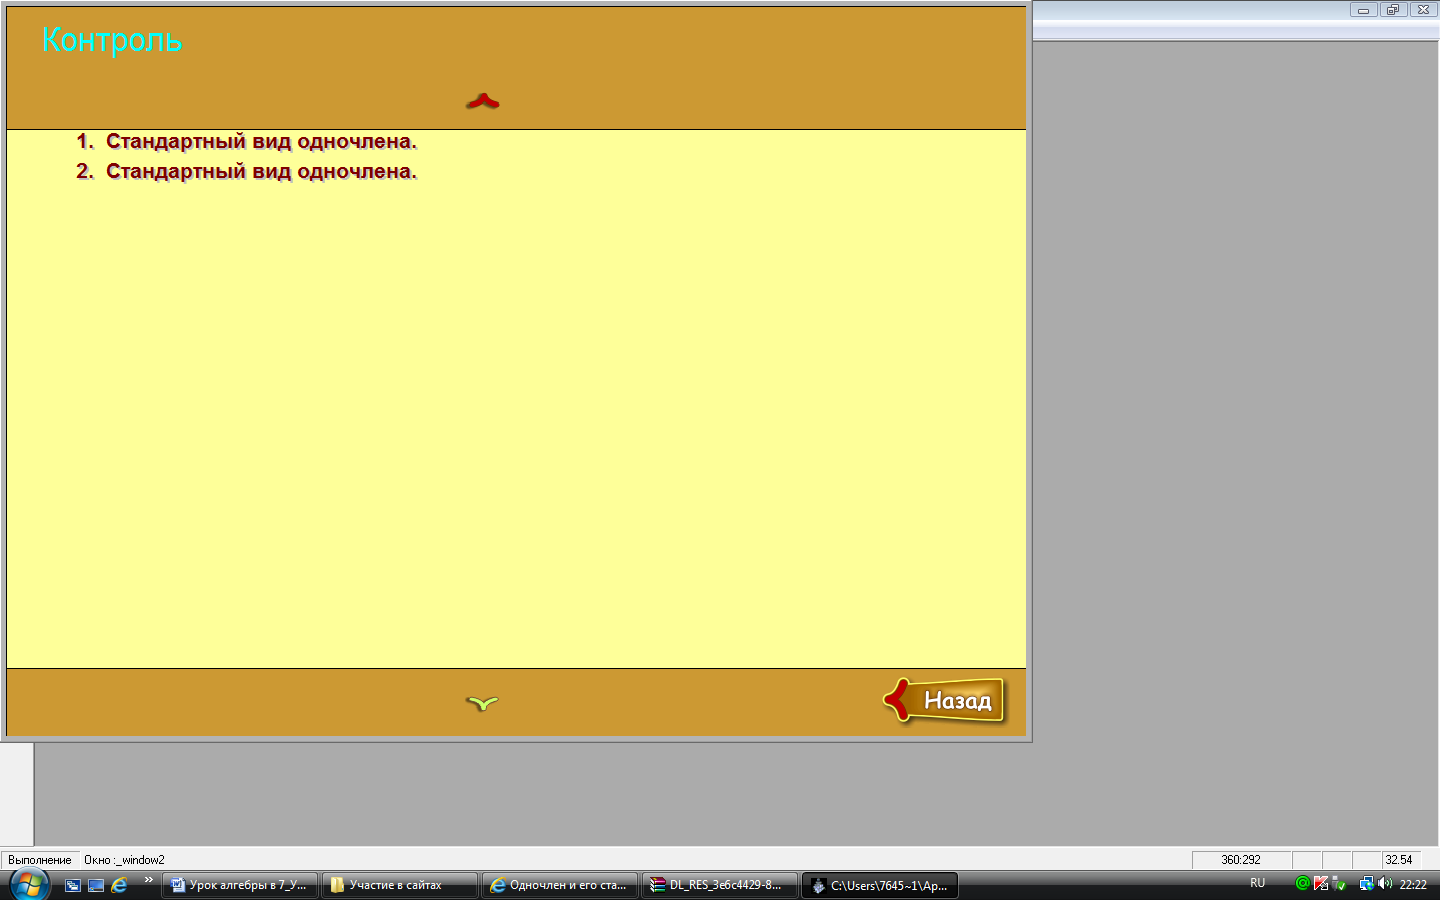 Контроль
1. Стандартный вид одночлена.
2. Стандартный вид одночлена.
Назад
Выполнение Окно :_window2 360:292 32.54
Урок алгебры в 7_У... Участие в сайтах Одночлен и его ста... DL_RES_3e6c4429-8... C:\Users\7645~1\Ap... RU 22:22